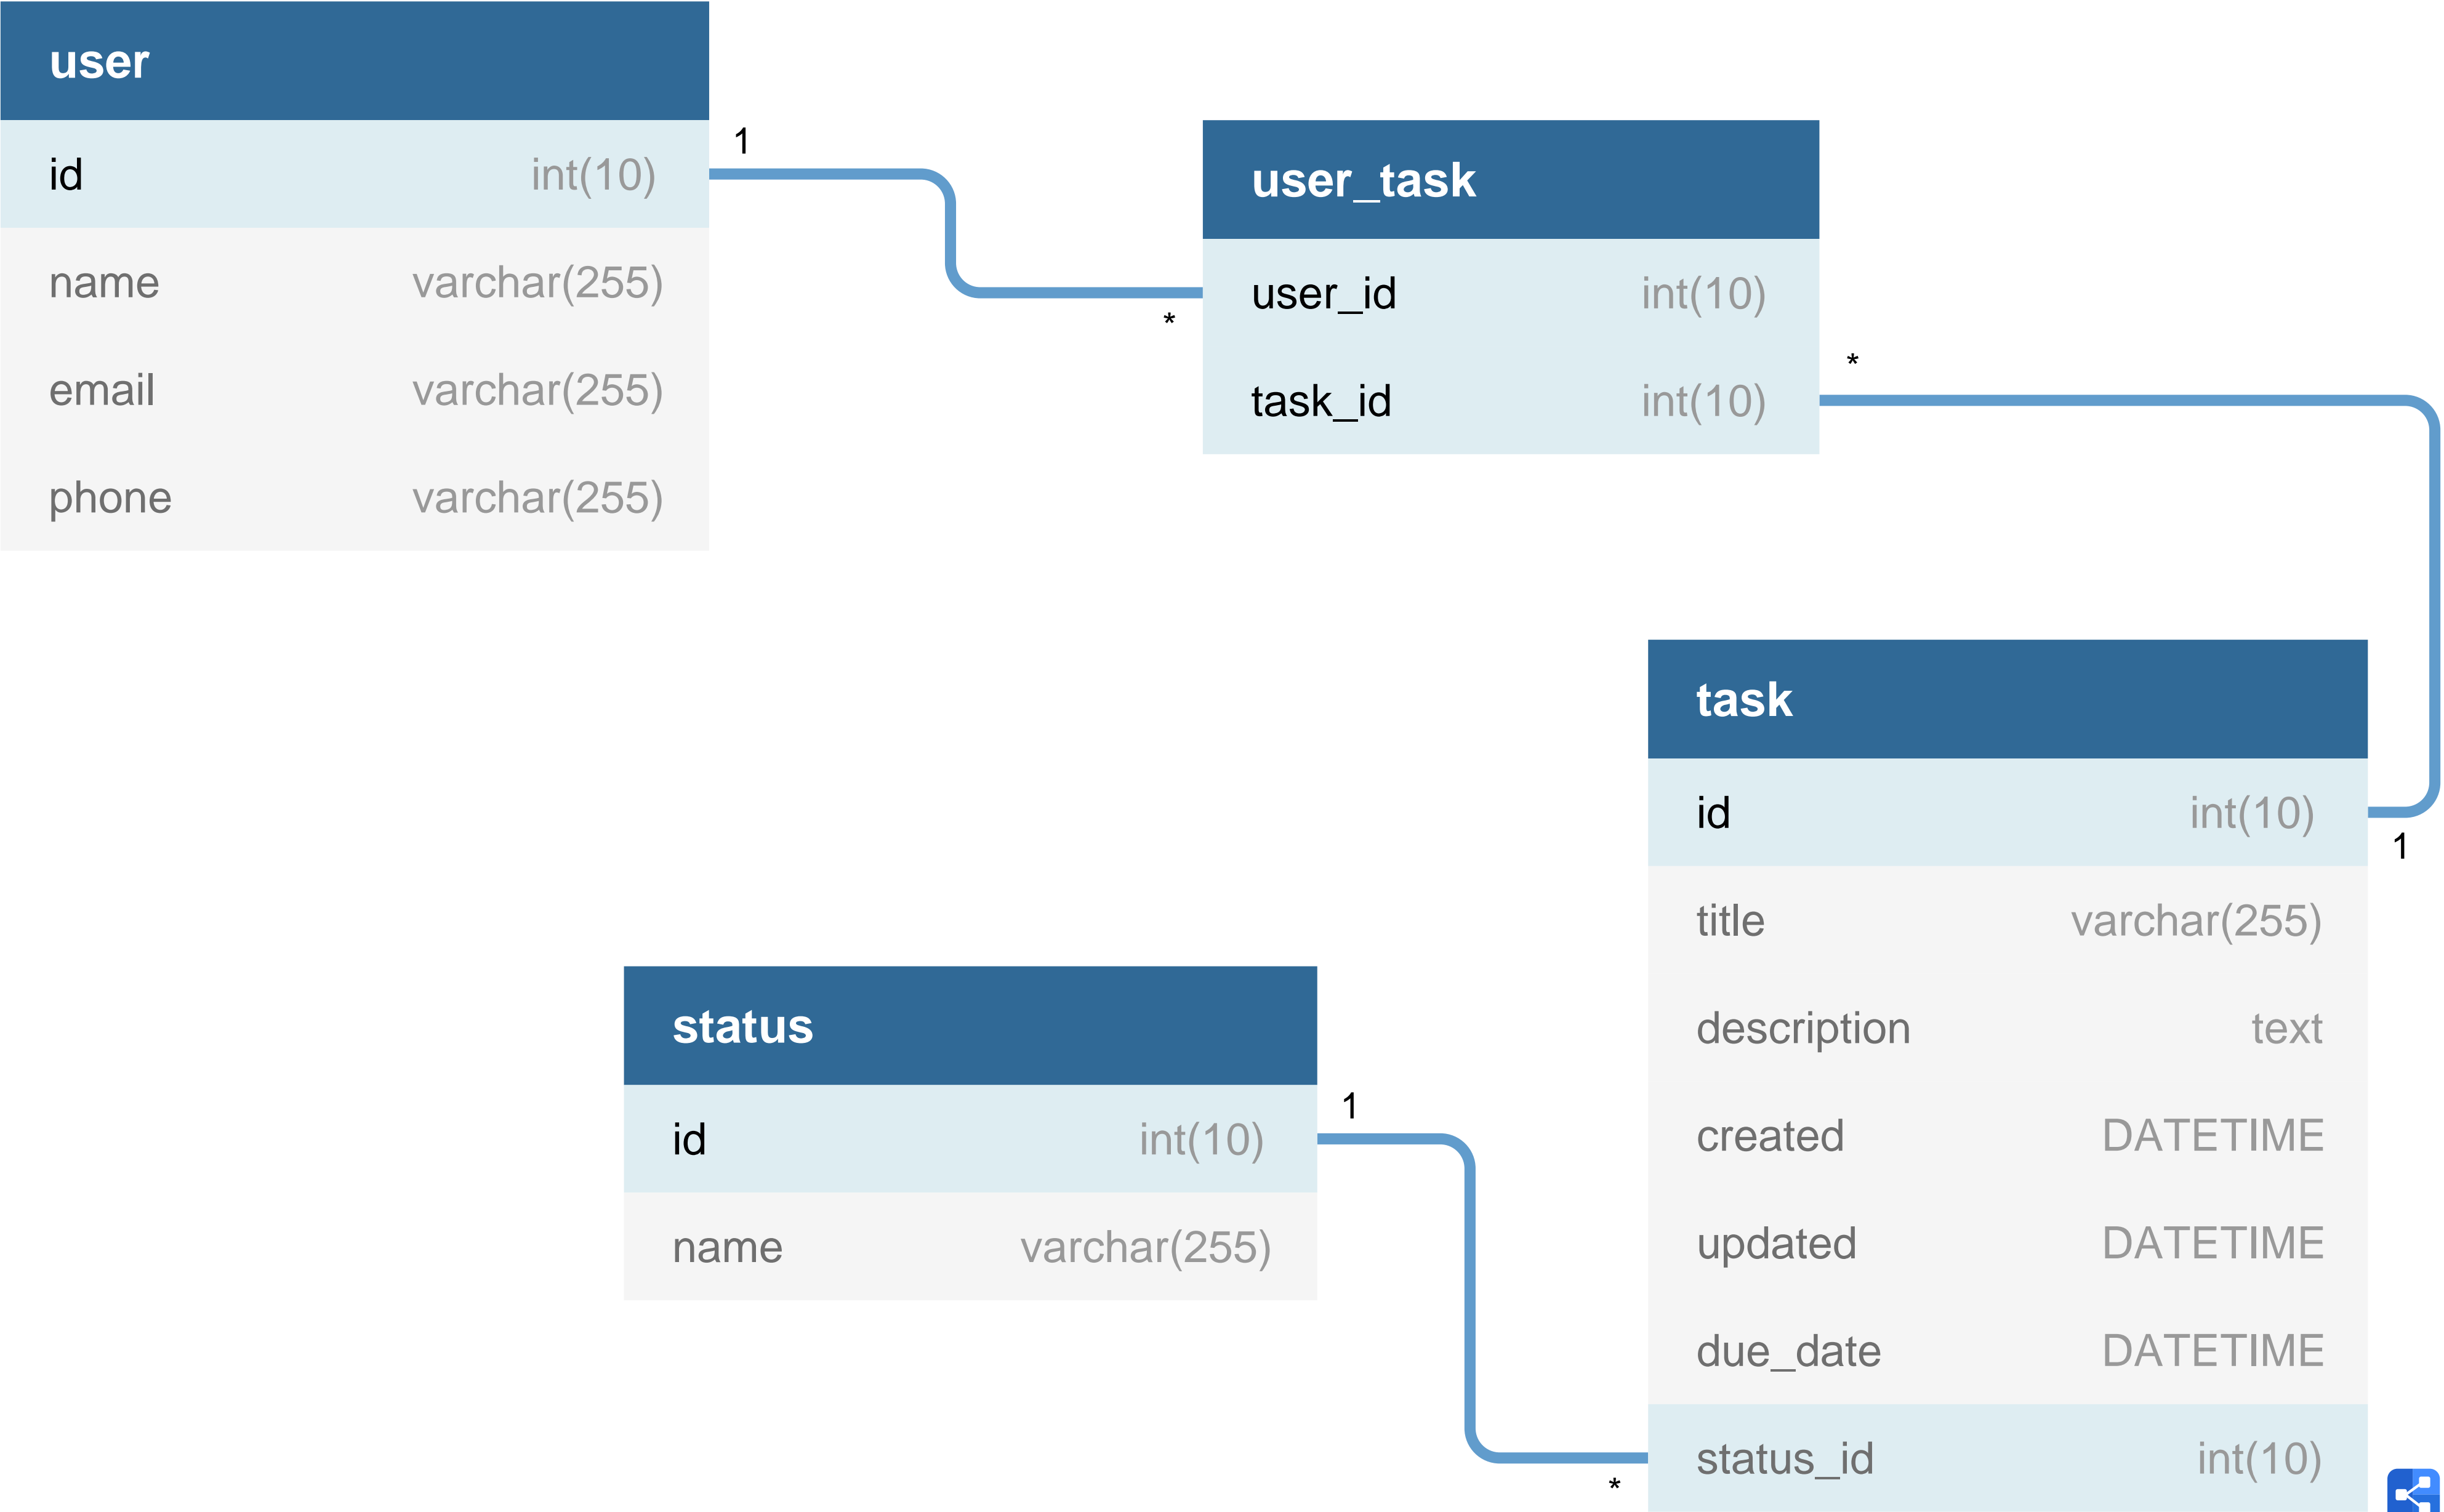 user
id int(10)
name varchar(255)
email varchar(255)
phone varchar(255)
1
*
user_task
user_id int(10)
task_id int(10)
*
1
task
id int(10)
title varchar(255)
description text
created DATETIME
updated DATETIME
due_date DATETIME
status_id int(10)
status
id int(10)
name varchar(255)
1
*